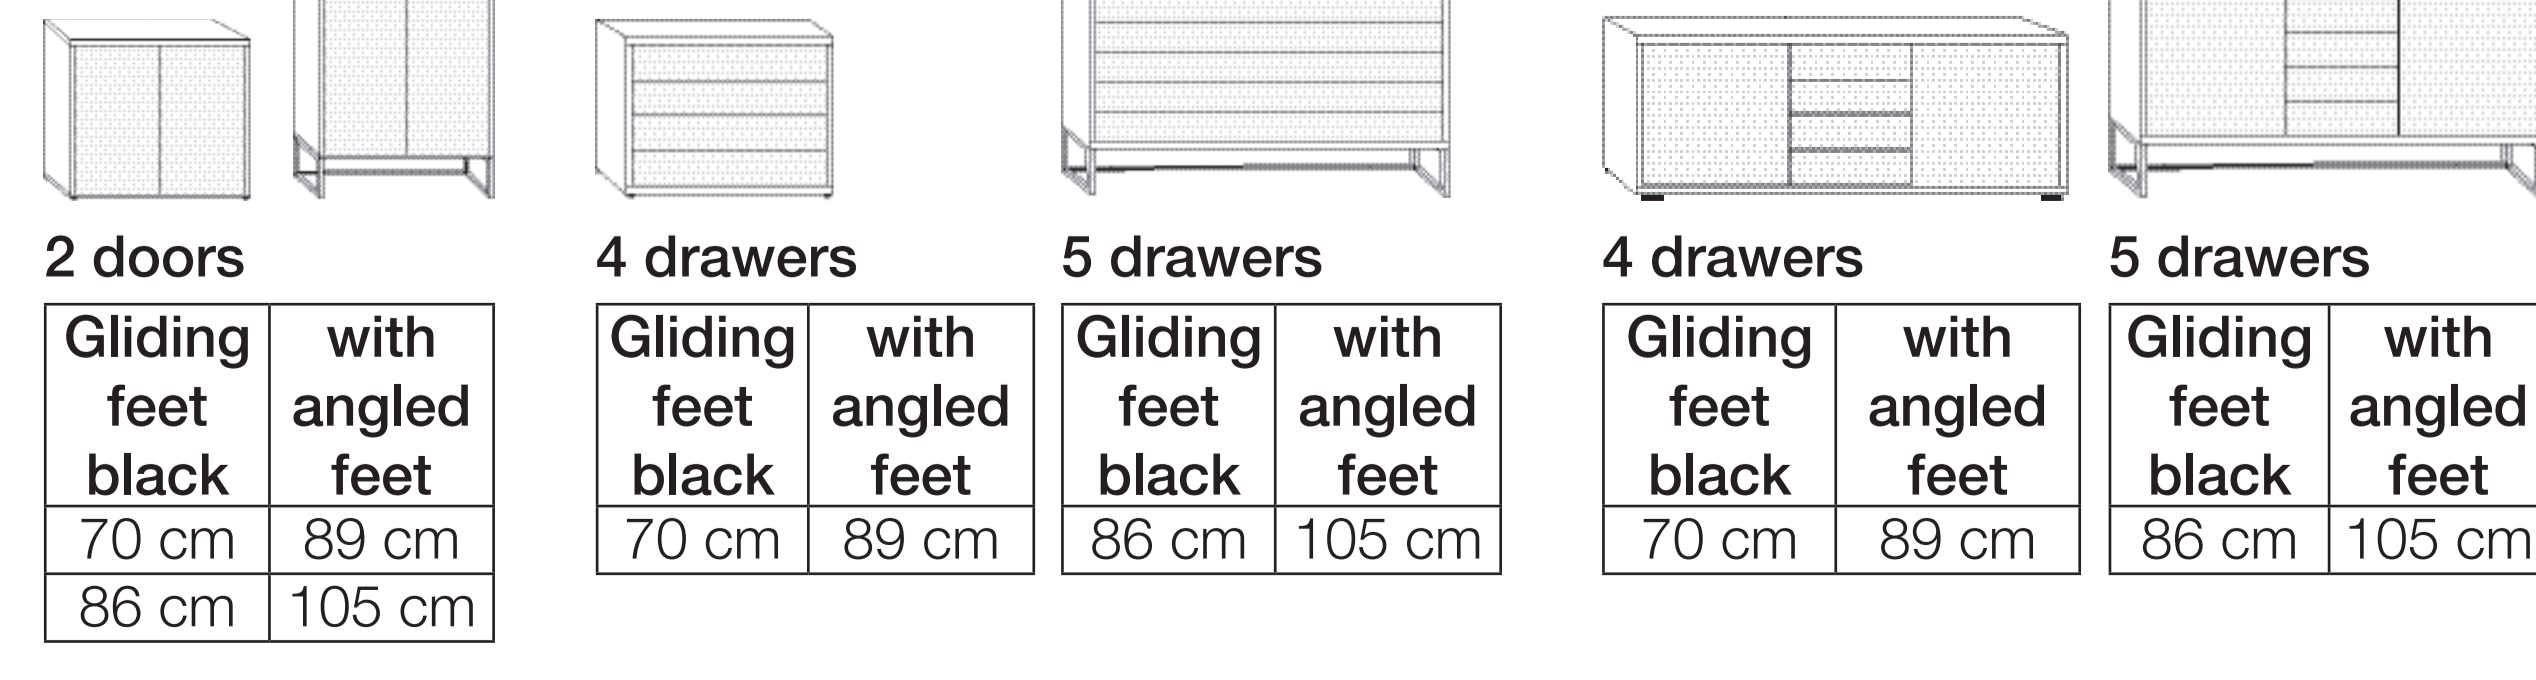 2 doors
Gliding feet black
with angled feet
70 cm 89 cm
86 cm 105 cm
4 drawers
Gliding feet black
with angled feet
70 cm 89 cm
5 drawers
Gliding feet black
with angled feet
86 cm 105 cm
4 drawers
Gliding feet black
with angled feet
70 cm 89 cm
5 drawers
Gliding feet black
with angled feet
86 cm 105 cm